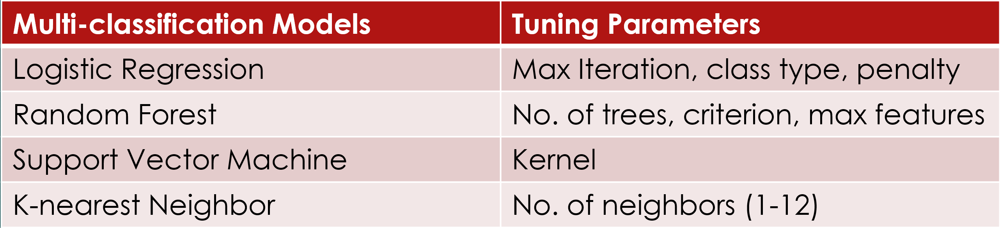 Multi-classification Models Tuning Parameters
Logistic Regression Max Iteration, class type, penalty
Random Forest No. of trees, criterion, max features
Support Vector Machine Kernel
K-nearest Neighbor No. of neighbors (1-12)